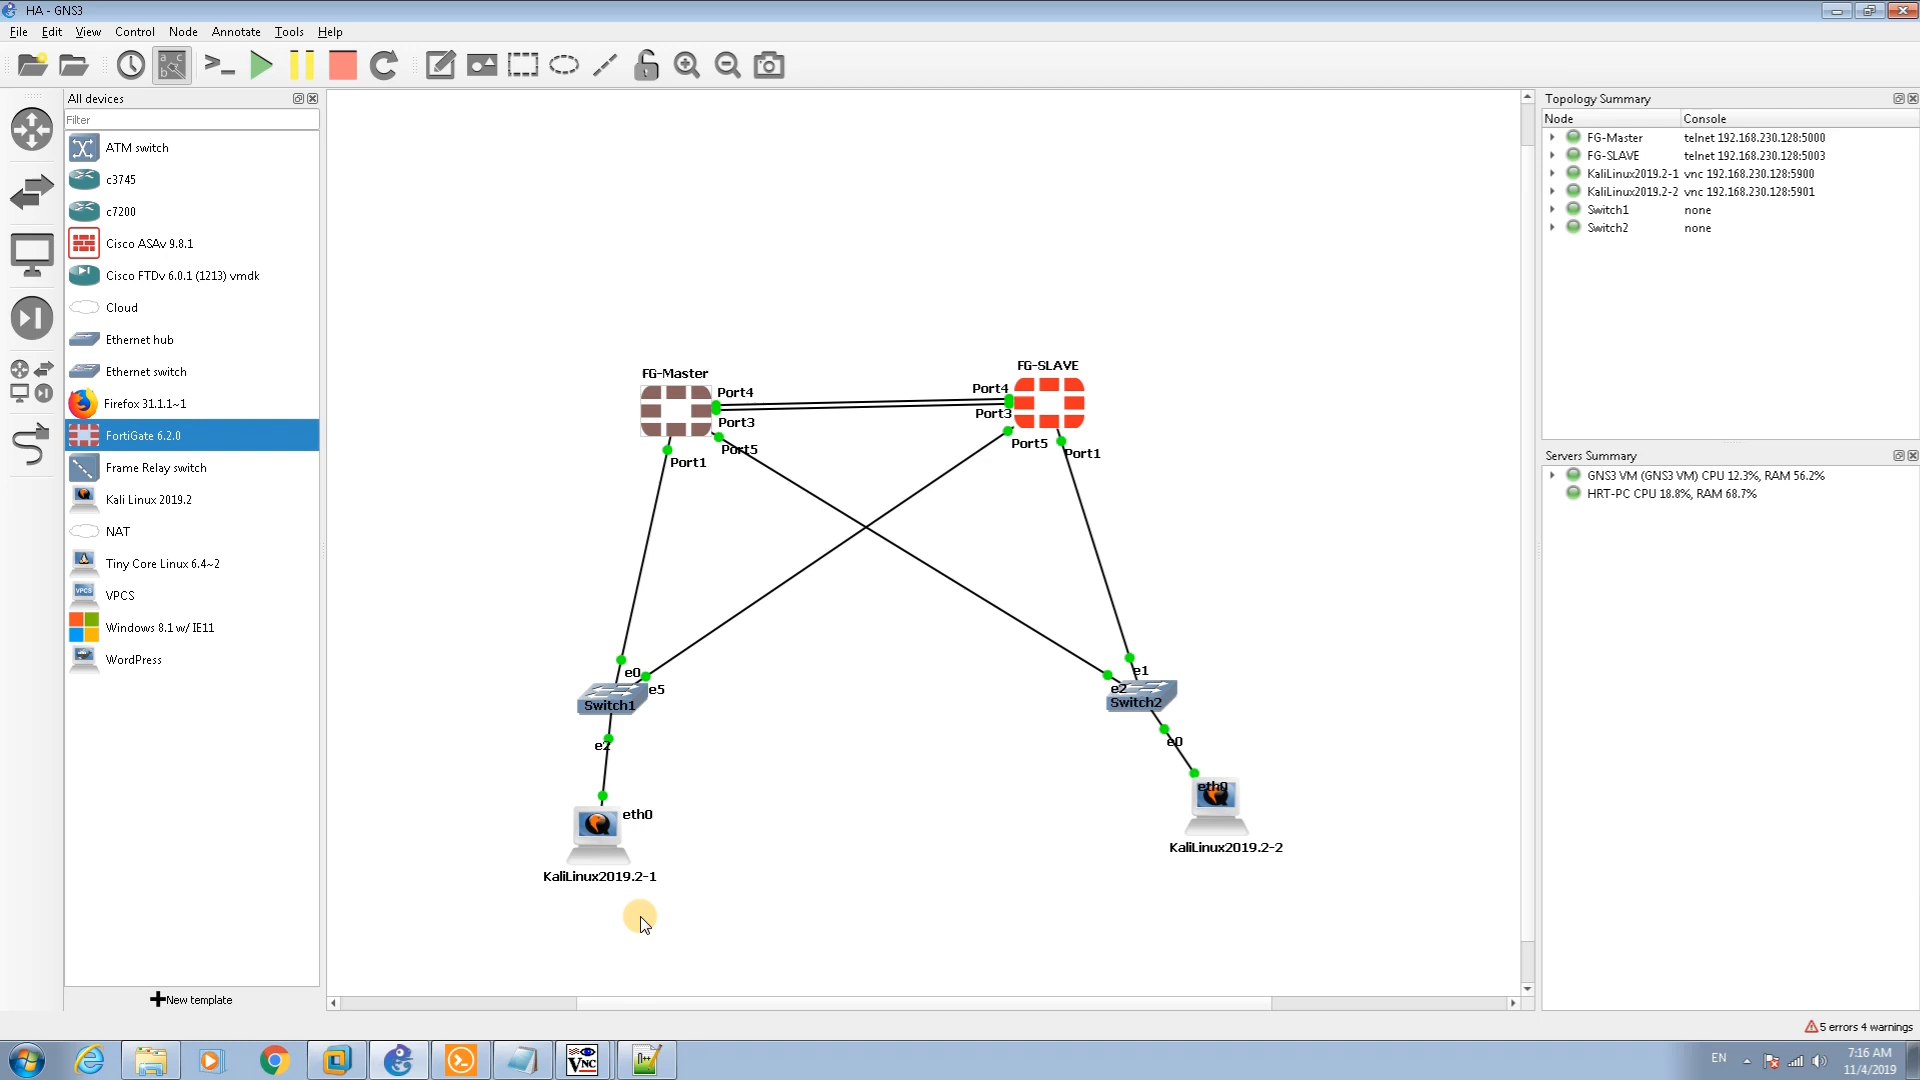 HA - GNS3
File Edit View Control Node Annotate Tools Help
All devices
Filter
ATM switch
c3745
c7200
Cisco ASAv 9.8.1
Cisco FTDv 6.0.1 (1213) vmdk
Cloud
Ethernet hub
Ethernet switch
Firefox 31.1.1~1
FortiGate 6.2.0
Frame Relay switch
Kali Linux 2019.2
NAT
Tiny Core Linux 6.4~2
VPCS
Windows 8.1 w/ IE11
WordPress
New template
FG-Master
Port4
Port3
Port5
Port1
FG-SLAVE
Port4
Port3
Port5
Port1
e0
e5
Switch1
e2
eth0
KaliLinux2019.2-1
e1
e2
Switch2
e0
eth0
KaliLinux2019.2-2
Topology Summary
Node Console
FG-Master telnet 192.168.230.128:5000
FG-SLAVE telnet 192.168.230.128:5003
KaliLinux2019.2-1 vnc 192.168.230.128:5900
KaliLinux2019.2-2 vnc 192.168.230.128:5901
Switch1 none
Switch2 none
Servers Summary
GNS3 VM (GNS3 VM) CPU 12.3%, RAM 56.2%
HRT-PC CPU 18.8%, RAM 68.7%
5 errors 4 warnings
EN
7:16 AM
11/4/2019